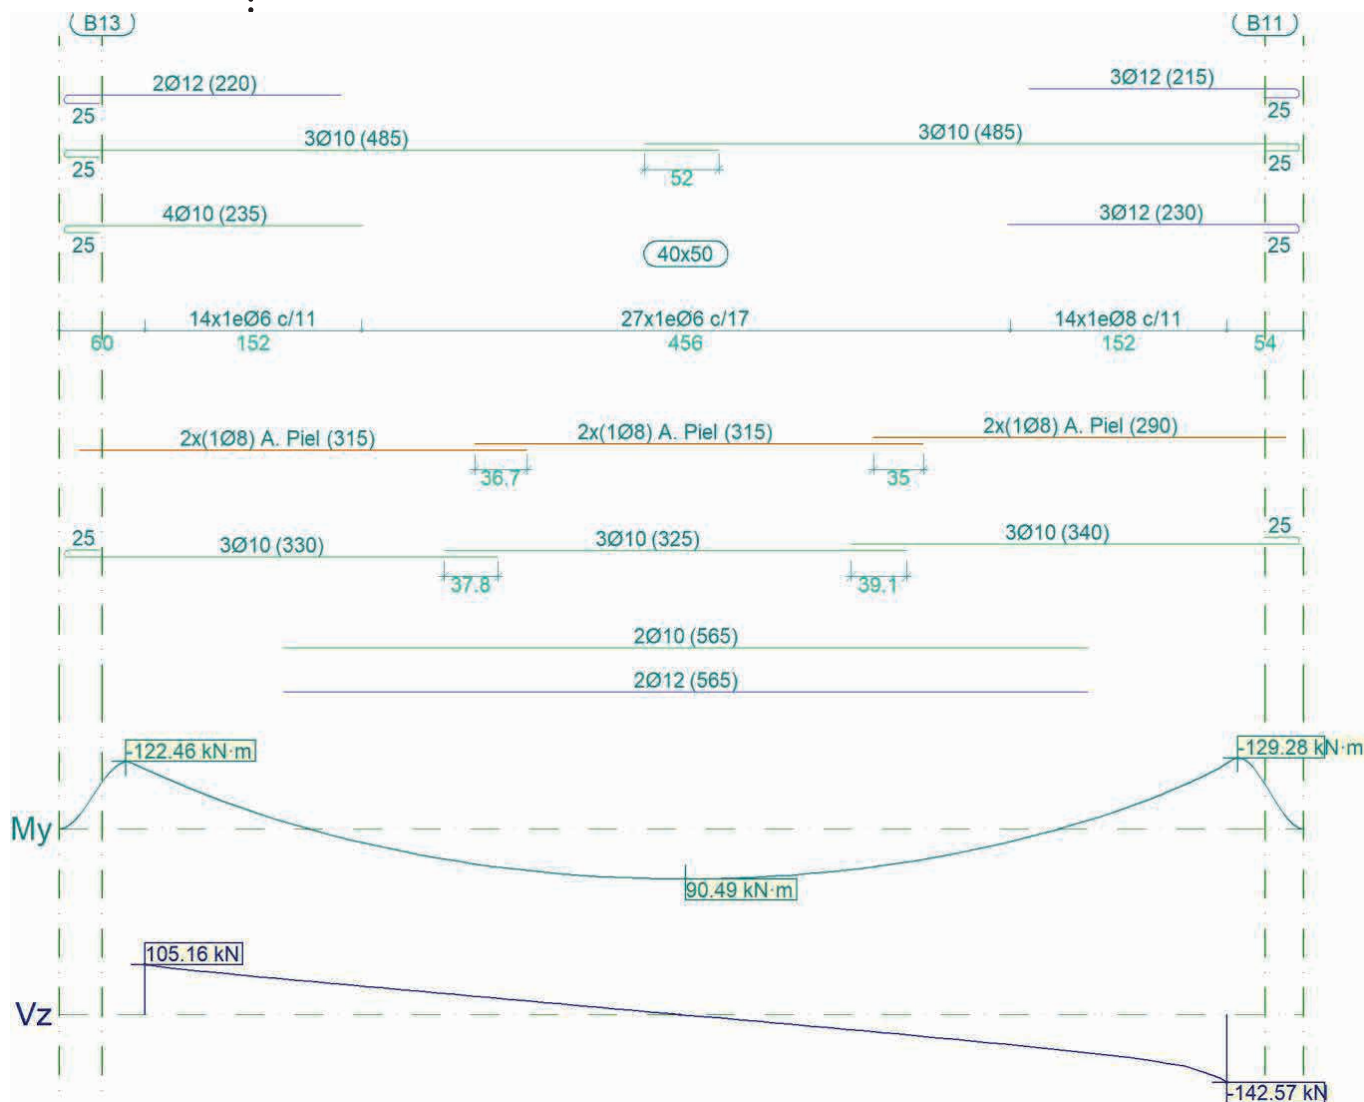 B13 B11
2Ø12 (220) 3Ø12 (215)
25 25
3Ø10 (485) 3Ø10 (485)
25 52 25
4Ø10 (235) 3Ø12 (230)
25 40x50 25
14x1eØ6 c/11 27x1eØ6 c/17 14x1eØ8 c/11
60 152 456 152 54
2x(1Ø8) A. Piel (315) 2x(1Ø8) A. Piel (315) 2x(1Ø8) A. Piel (290)
36.7 35
25 25
3Ø10 (330) 3Ø10 (325) 3Ø10 (340)
37.8 39.1
2Ø10 (565)
2Ø12 (565)
-122.46 kN·m -129.28 kN·m
My
90.49 kN·m
105.16 kN
Vz
-142.57 kN